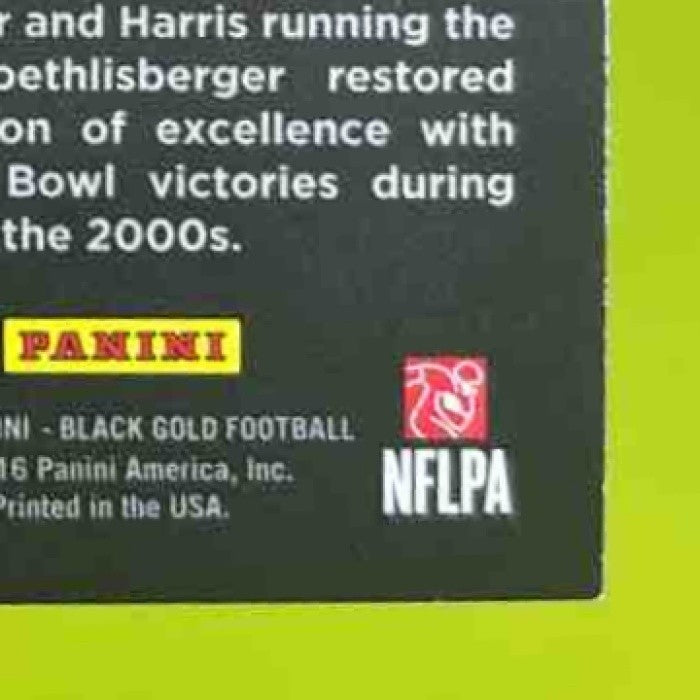 r and Harris running the
oethlisberger restored
on of excellence with
Bowl victories during
the 2000s.
PANINI
NI - BLACK GOLD FOOTBALL
16 Panini America, Inc.
Printed in the USA.
NFLPA